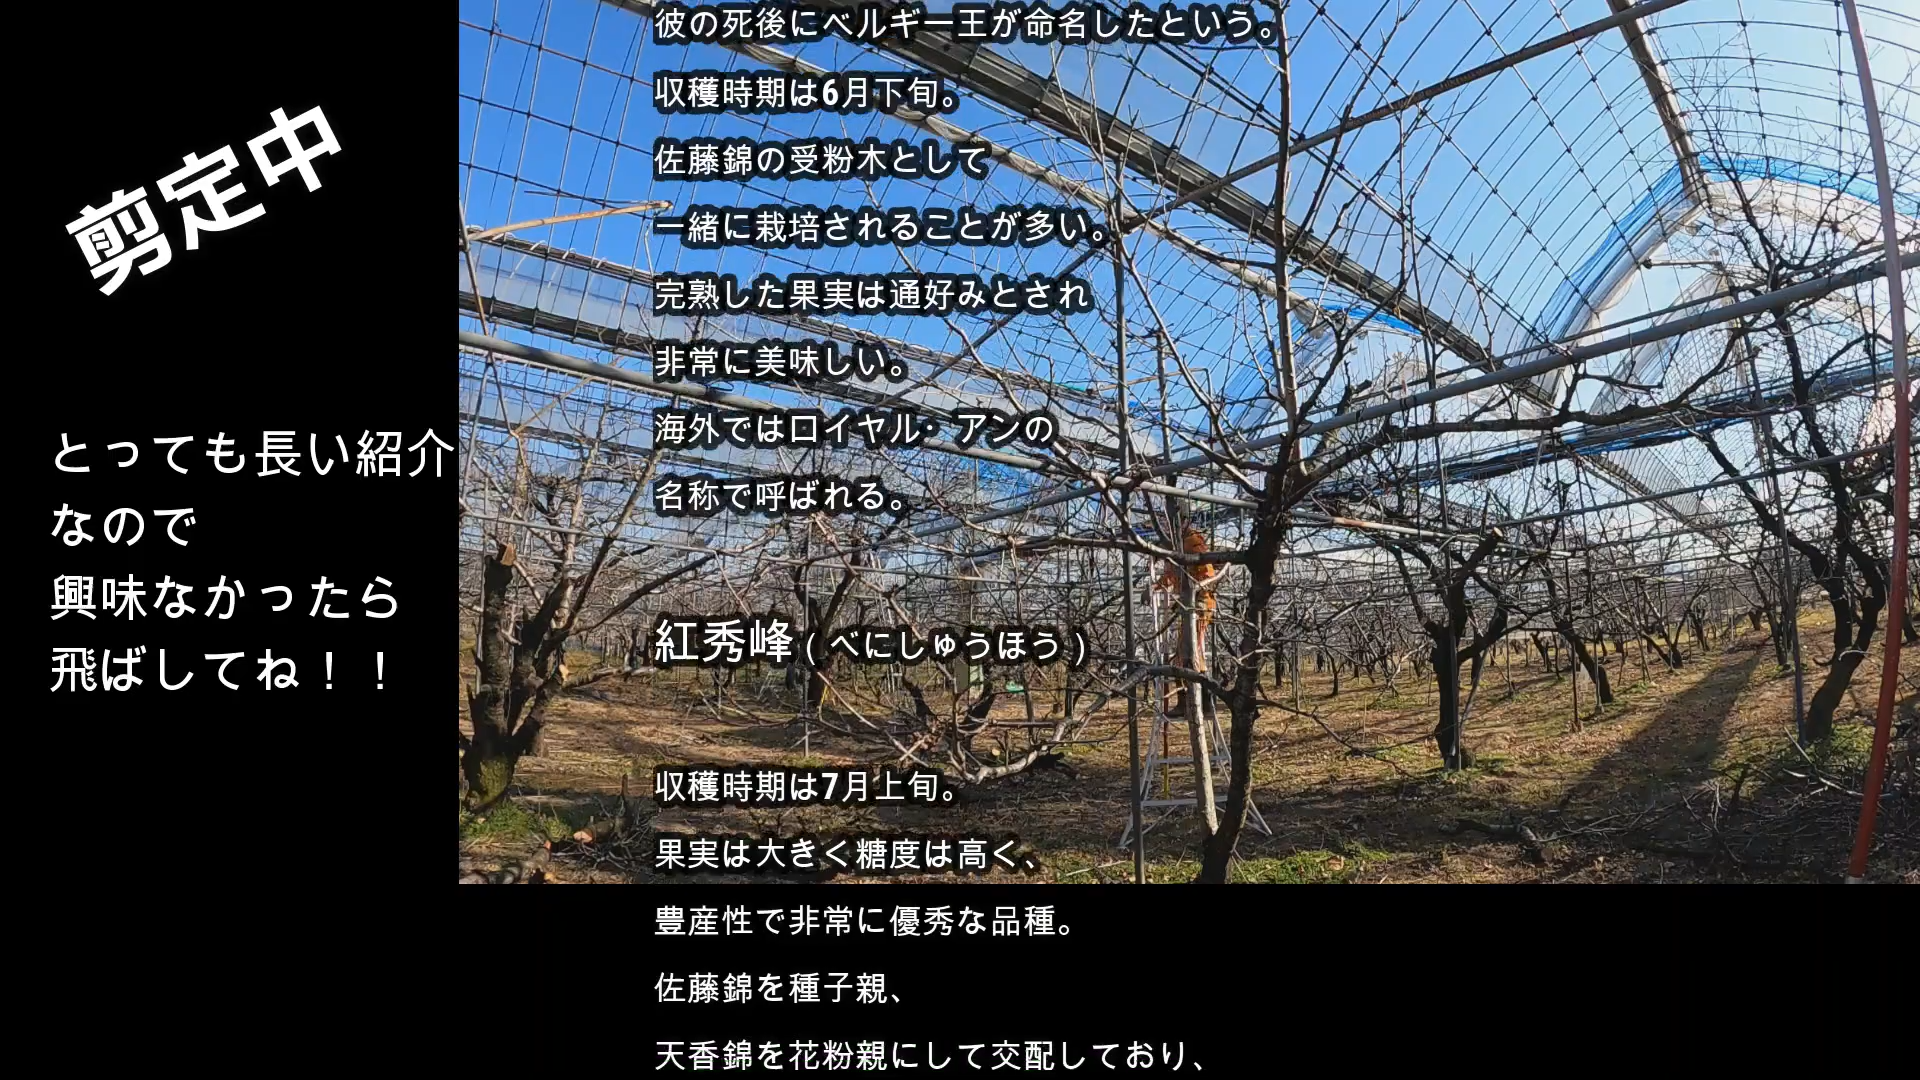 剪定中
とっても長い紹介
なので
興味なかったら
飛ばしてね！！
彼の死後にベルギー王が命名したという。
収穫時期は6月下旬。
佐藤錦の受粉木として
一緒に栽培されることが多い。
完熟した果実は通好みとされ
非常に美味しい。
海外ではロイヤル・アンの
名称で呼ばれる。
紅秀峰（べにしゅうほう）
収穫時期は7月上旬。
果実は大きく糖度は高く、
豊産性で非常に優秀な品種。
佐藤錦を種子親、
天香錦を花粉親にして交配しており、